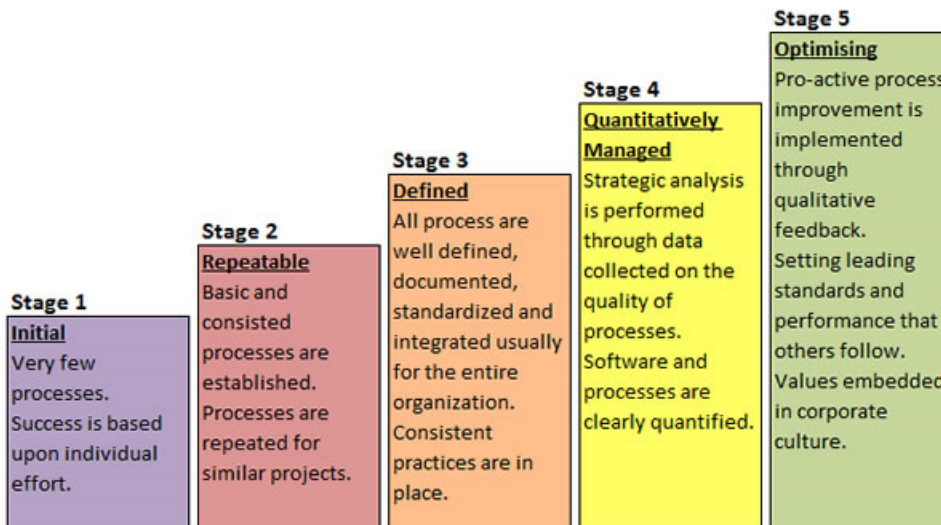 Stage 1
Initial
Very few
processes.
Success is based
upon individual
effort.
Stage 2
Repeatable
Basic and
consisted
processes are
established.
Processes are
repeated for
similar projects.
Stage 3
Defined
All process are
well defined,
documented,
standardized and
integrated usually
for the entire
organization.
Consistent
practices are in
place.
Stage 4
Quantitatively
Managed
Strategic analysis
is performed
through data
collected on the
quality of
processes.
Software and
processes are
clearly quantified.
Stage 5
Optimising
Pro-active process
improvement is
implemented
through
qualitative
feedback.
Setting leading
standards and
performance that
others follow.
Values embedded
in corporate
culture.